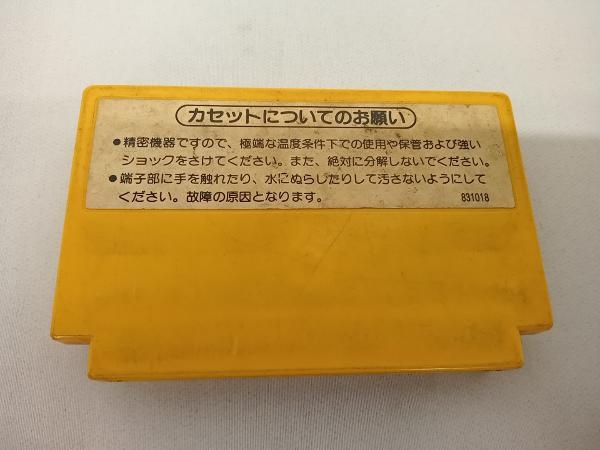 カセットについてのお願い
●精密機器ですので、極端な温度条件下での使用や保管および強い
ショックをさけてください。また、絶対に分解しないでください。
●端子部に手を触れたり、水にぬらしたりして汚さないようにして
ください。故障の原因となります。
831018